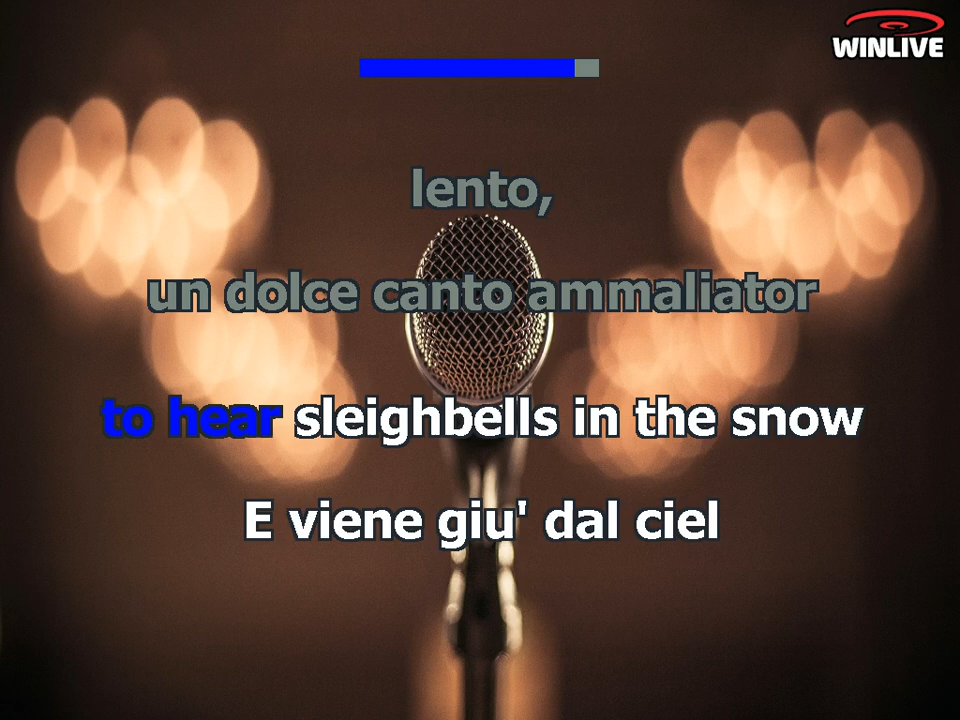 WINLIVE
lento,
un dolce canto ammaliator
to hear sleighbells in the snow
E viene giu' dal ciel